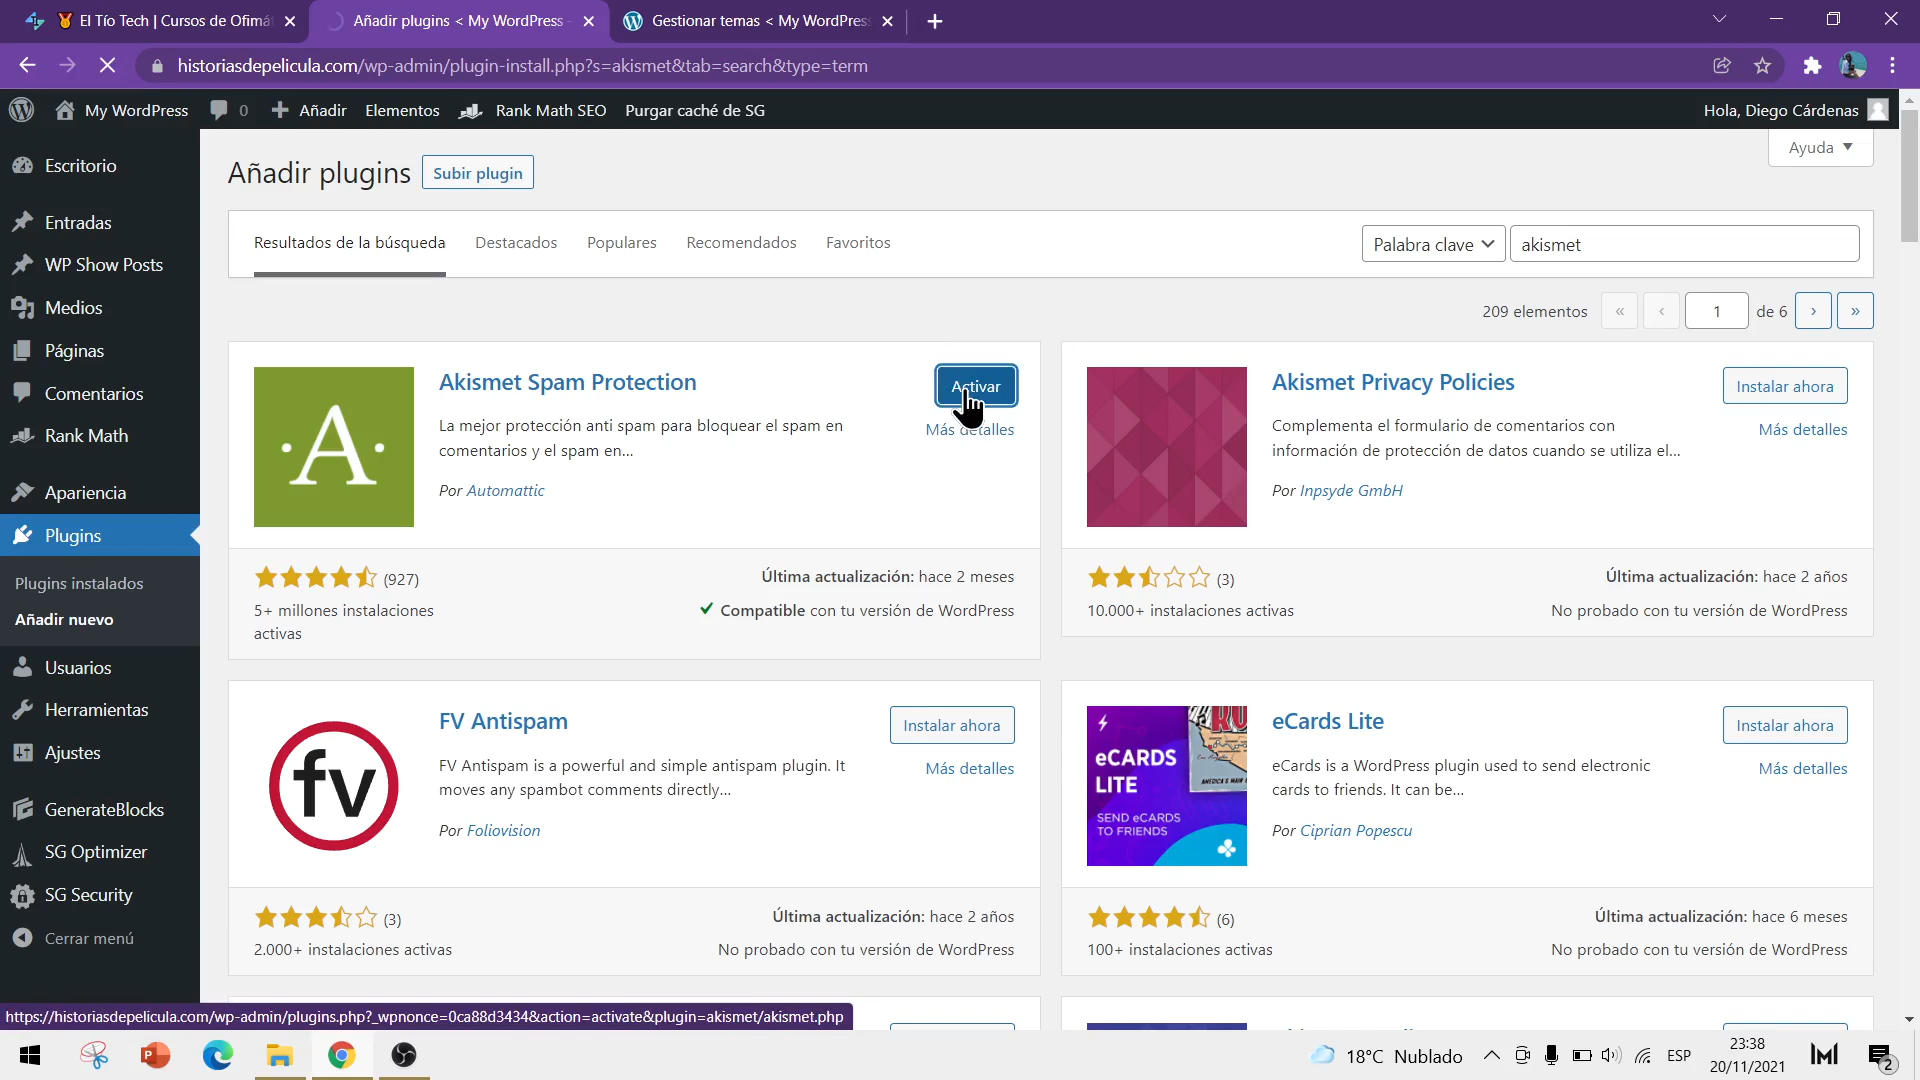 El Tío Tech | Cursos de Ofimá
Añadir plugins < My WordPress -
Gestionar temas < My WordPress
historiasdepelicula.com/wp-admin/plugin-install.php?s=akismet&tab=search&type=term
My WordPress
0
Añadir
Elementos
Rank Math SEO
Purgar caché de SG
Hola, Diego Cárdenas
Escritorio
Entradas
WP Show Posts
Medios
Páginas
Comentarios
Rank Math
Apariencia
Plugins
Plugins instalados
Añadir nuevo
Usuarios
Herramientas
Ajustes
GenerateBlocks
SG Optimizer
SG Security
Cerrar menú
Ayuda
Añadir plugins
Subir plugin
Resultados de la búsqueda
Destacados
Populares
Recomendados
Favoritos
Palabra clave
akismet
209 elementos
«
‹
1
de 6
›
»
A
Akismet Spam Protection
Activar
Más detalles
La mejor protección anti spam para bloquear el spam en
comentarios y el spam en...
Por Automattic
(927)
5+ millones instalaciones
activas
Última actualización: hace 2 meses
Compatible con tu versión de WordPress
Akismet Privacy Policies
Instalar ahora
Más detalles
Complementa el formulario de comentarios con
información de protección de datos cuando se utiliza el...
Por Inpsyde GmbH
(3)
10.000+ instalaciones activas
Última actualización: hace 2 años
No probado con tu versión de WordPress
fv
FV Antispam
Instalar ahora
Más detalles
FV Antispam is a powerful and simple antispam plugin. It
moves any spambot comments directly...
Por Foliovision
(3)
2.000+ instalaciones activas
Última actualización: hace 2 años
No probado con tu versión de WordPress
eCARDS
LITE
SEND eCARDS
TO FRIENDS
eCards Lite
Instalar ahora
Más detalles
eCards is a WordPress plugin used to send electronic
cards to friends. It can be...
Por Ciprian Popescu
(6)
100+ instalaciones activas
Última actualización: hace 6 meses
No probado con tu versión de WordPress
https://historiasdepelicula.com/wp-admin/plugins.php?_wpnonce=0ca88d3434&action=activate&plugin=akismet/akismet.php
18°C Nublado
ESP
23:38
20/11/2021
2